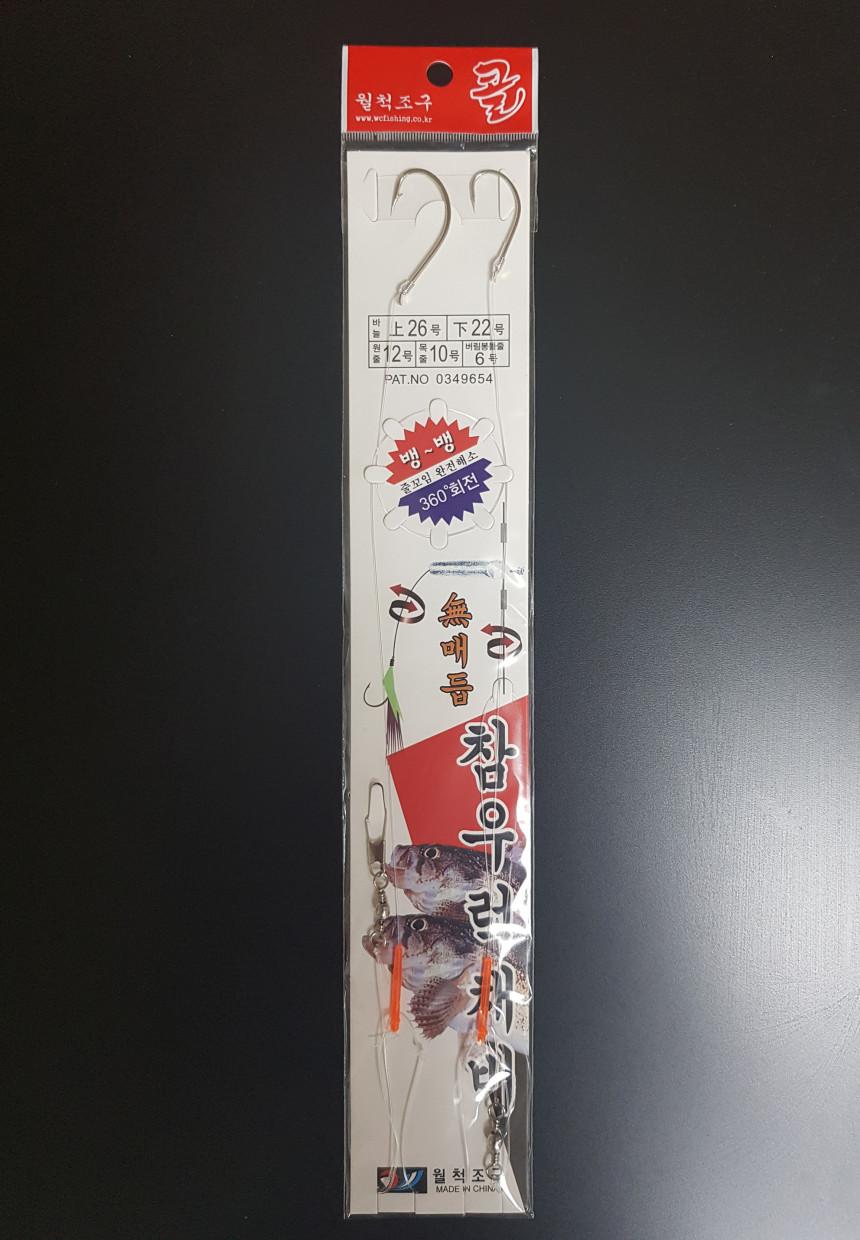 월척조구
www.wcfishing.co.kr
콜
바늘 上26号 下22号
원줄 12号 목줄 10号 버림봉돌줄 6号
PAT.NO 0349654
뱅~뱅
줄꼬임 완전해소
360°회전
無매듭
참우럭채비
월척조구
MADE IN CHINA